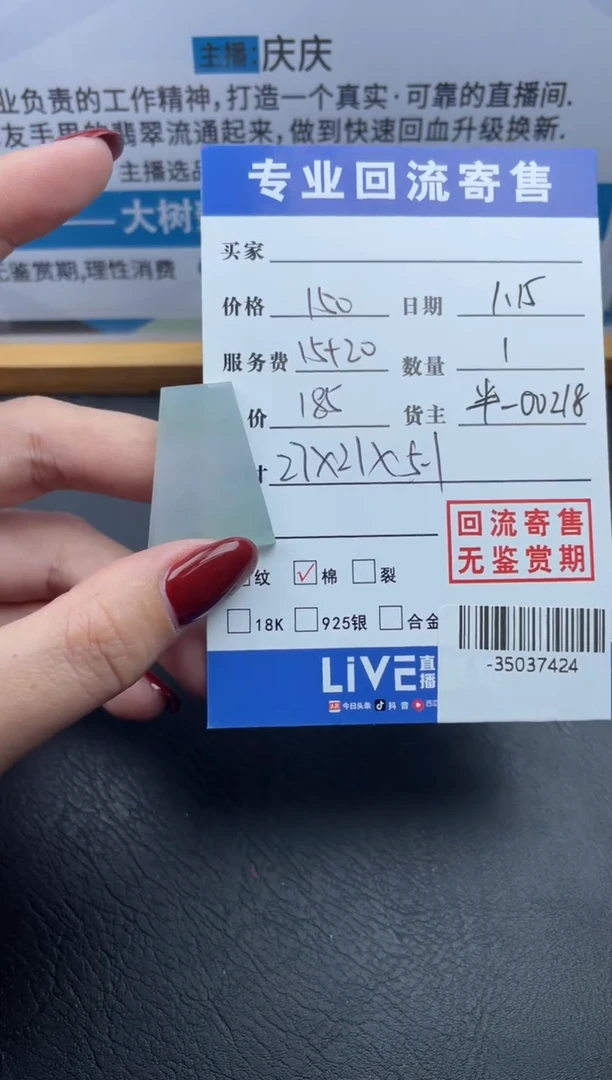 主播:庆庆
业负责的工作精神,打造一个真实·可靠的直播间.
友手里的翡翠流通起来,做到快速回血升级换新.
主播选品
——大树
无鉴赏期,理性消费
专业回流寄售
买家
价格 150 日期 1.15
服务费 15+20 数量 1
价 185 货主 半-00218
寸 27X21X5.1
回流寄售
无鉴赏期
纹 ✓棉 裂
18K 925银 合金
-35037424
LiVE直播
今日头条 抖音 西瓜